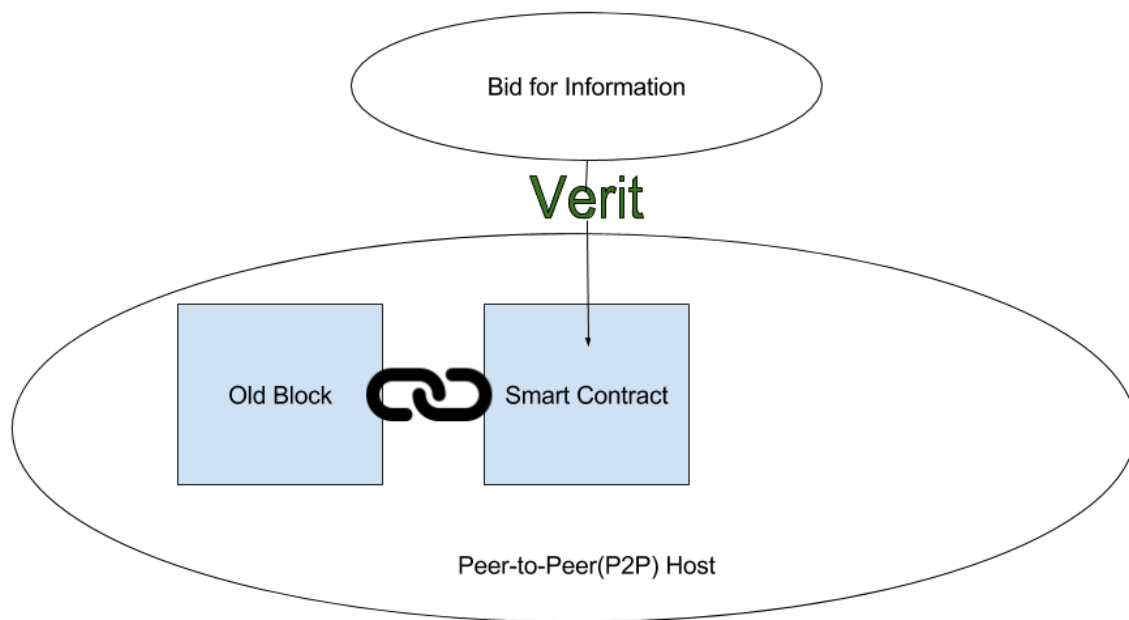 Bid for Information
Verit
Old Block
Smart Contract
Peer-to-Peer(P2P) Host